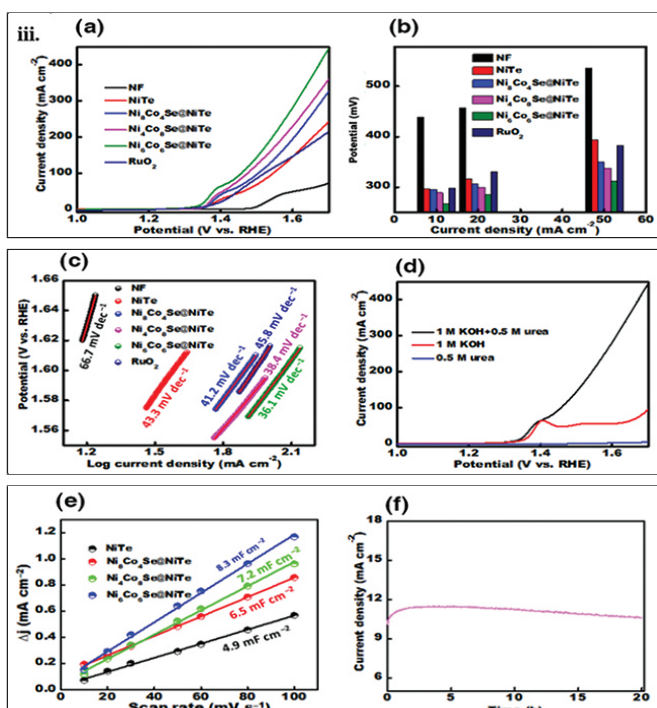 iii.
(a)
Current density (mA cm⁻²)
400
300
200
100
0
NF
NiTe
Ni₈Co₄Se@NiTe
Ni₄Co₈Se@NiTe
Ni₆Co₆Se@NiTe
RuO₂
1.0 1.2 1.4 1.6
Potential (V vs. RHE)
(b)
Potential (mV)
500
400
300
NF
NiTe
Ni₈Co₄Se@NiTe
Ni₄Co₈Se@NiTe
Ni₆Co₆Se@NiTe
RuO₂
0 10 20 30 40 50 60
Current density (mA cm⁻²)
(c)
Potential (V vs. RHE)
1.66
1.64
1.62
1.60
1.58
1.56
NF
NiTe
Ni₈Co₄Se@NiTe
Ni₄Co₈Se@NiTe
Ni₆Co₆Se@NiTe
RuO₂
66.7 mV dec⁻¹
43.3 mV dec⁻¹
41.2 mV dec⁻¹
45.8 mV dec⁻¹
38.4 mV dec⁻¹
36.1 mV dec⁻¹
1.2 1.5 1.8 2.1
Log current density (mA cm⁻²)
(d)
Current density (mA cm⁻²)
400
300
200
100
0
1 M KOH+0.5 M urea
1 M KOH
0.5 M urea
1.0 1.2 1.4 1.6
Potential (V vs. RHE)
(e)
Δj (mA cm⁻²)
1.2
0.9
0.6
0.4
0.2
0.0
NiTe
Ni₈Co₄Se@NiTe
Ni₄Co₈Se@NiTe
Ni₆Co₆Se@NiTe
8.3 mF cm⁻²
7.2 mF cm⁻²
6.5 mF cm⁻²
4.9 mF cm⁻²
0 20 40 60 80 100
Scan rate (mV s⁻¹)
(f)
Current density (mA cm⁻²)
18
15
12
9
6
0 5 10 15 20
Time (h)